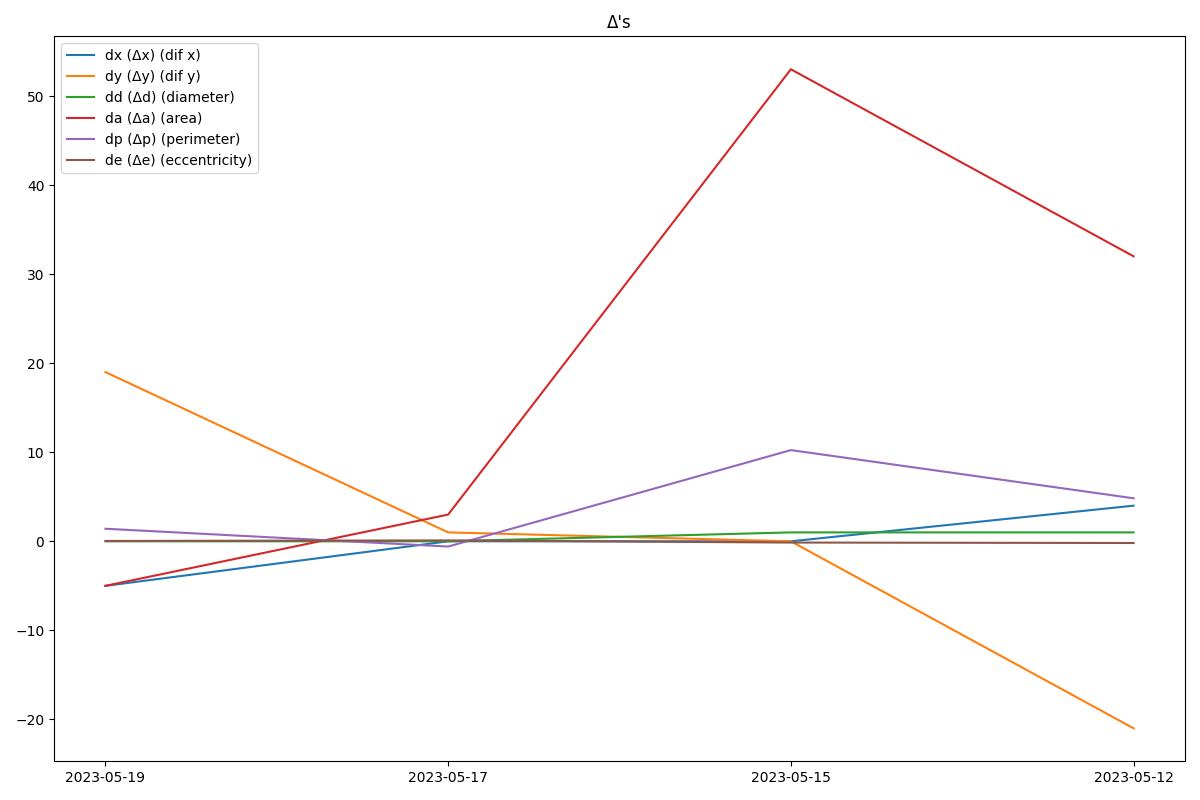 Δ's
dx (Δx) (dif x)
dy (Δy) (dif y)
dd (Δd) (diameter)
da (Δa) (area)
dp (Δp) (perimeter)
de (Δe) (eccentricity)
50
40
30
20
10
0
−10
−20
2023-05-19 2023-05-17 2023-05-15 2023-05-12